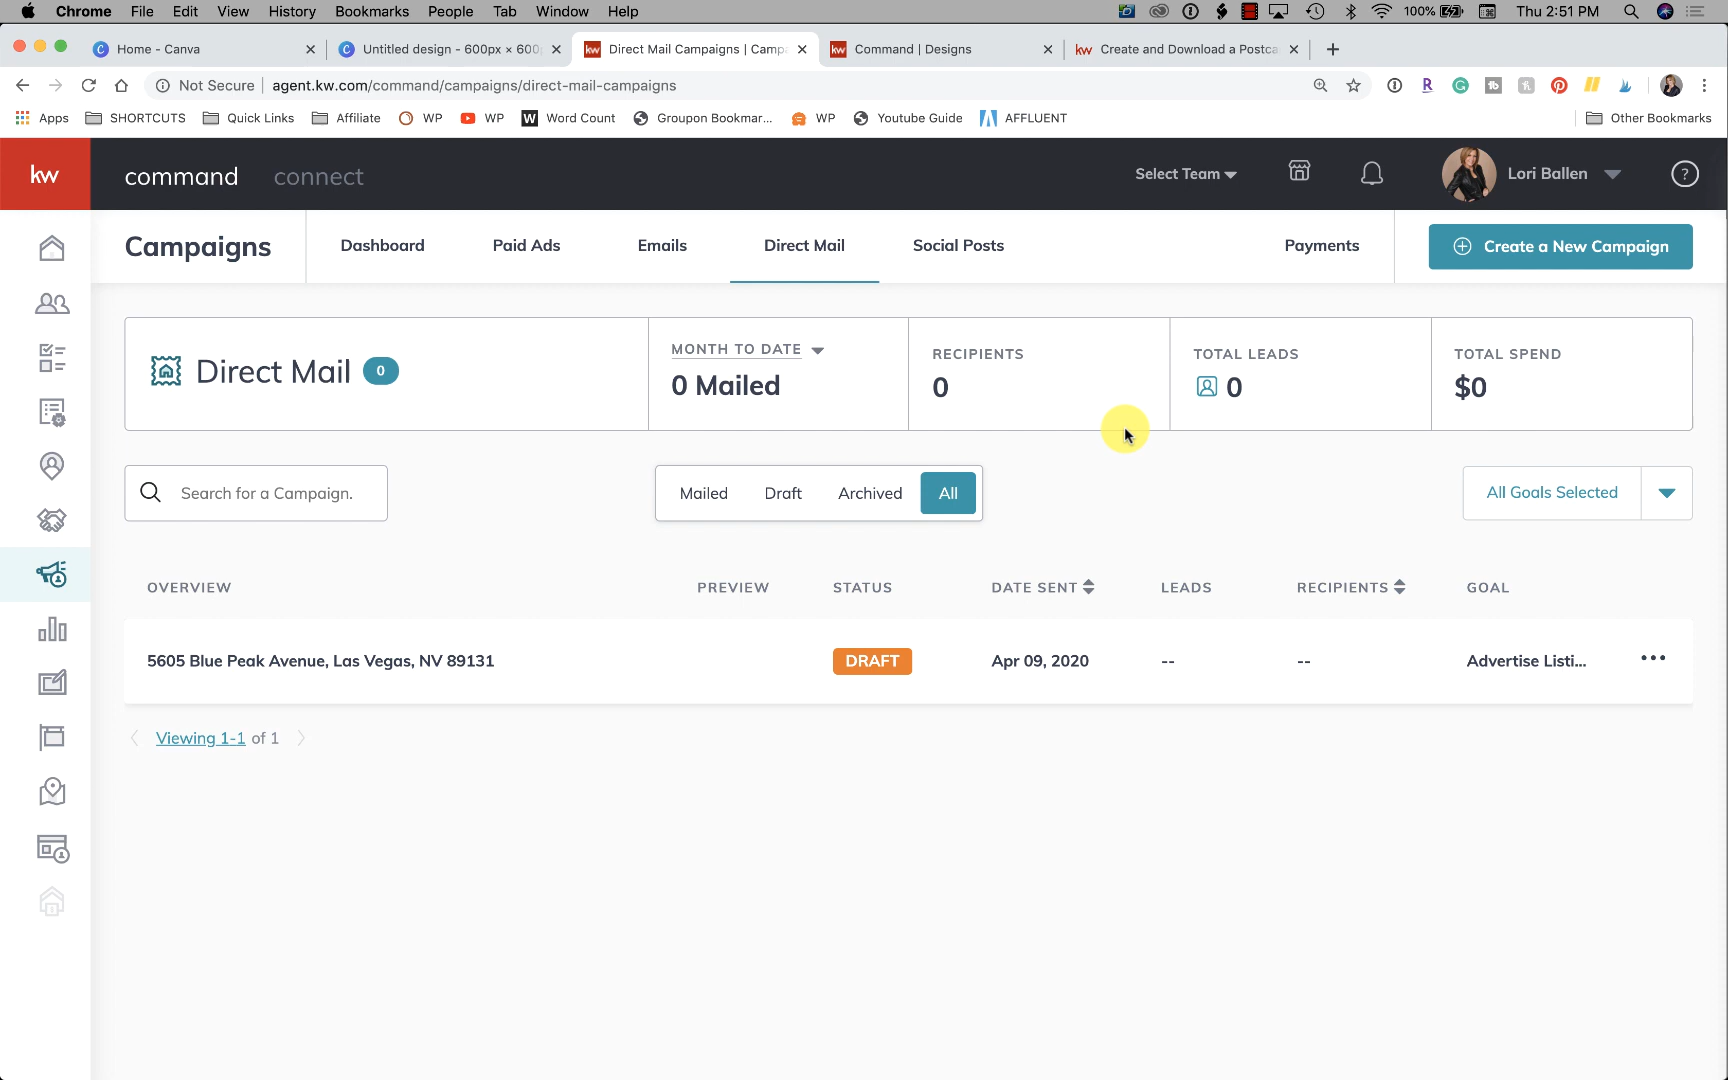 Chrome File Edit View History Bookmarks People Tab Window Help 100% Thu 2:51 PM
Home - Canva Untitled design - 600px × 600 Direct Mail Campaigns | Camp kw Command | Designs kw Create and Download a Postca
Not Secure agent.kw.com/command/campaigns/direct-mail-campaigns
Apps SHORTCUTS Quick Links Affiliate WP WP W Word Count Groupon Bookmar... WP Youtube Guide AFFLUENT Other Bookmarks
kw command connect Select Team Lori Ballen ?
Campaigns Dashboard Paid Ads Emails Direct Mail Social Posts Payments Create a New Campaign
Direct Mail 0
MONTH TO DATE
0 Mailed
RECIPIENTS
0
TOTAL LEADS
0
TOTAL SPEND
$0
Search for a Campaign. Mailed Draft Archived All All Goals Selected
OVERVIEW PREVIEW STATUS DATE SENT LEADS RECIPIENTS GOAL
5605 Blue Peak Avenue, Las Vegas, NV 89131 DRAFT Apr 09, 2020 -- -- Advertise Listi... •••
Viewing 1-1 of 1